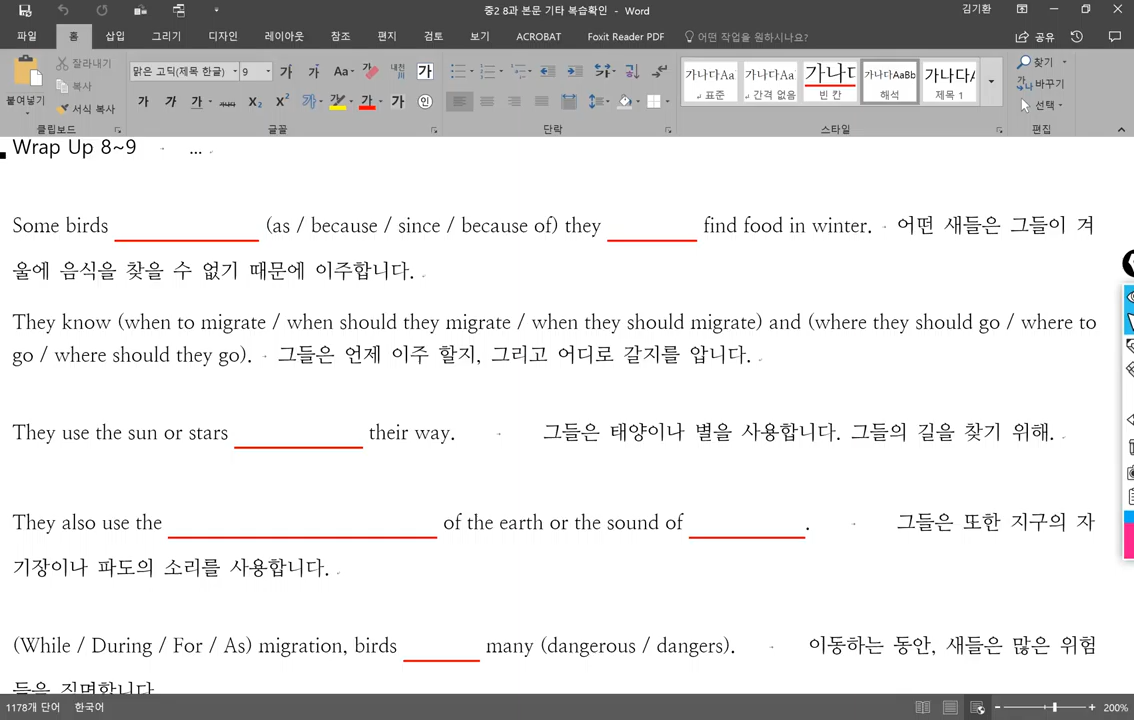 중2 8과 본문 기타 복습확인 - Word
김기환
파일 홈 삽입 그리기 디자인 레이아웃 참조 편지 검토 보기 ACROBAT Foxit Reader PDF 어떤 작업을 원하시나요? 공유
붙여넣기
잘라내기
복사
서식 복사
맑은 고딕(제목 한글) 9
가나다Aa 표준
가나다Aa 간격 없음
가나다 빈 칸
가나다AaBb 해석
가나다A 제목 1
찾기
바꾸기
선택
클립보드 글꼴 단락 스타일 편집
Wrap Up 8~9 ...
Some birds (as / because / since / because of) they find food in winter. 어떤 새들은 그들이 겨
울에 음식을 찾을 수 없기 때문에 이주합니다.
They know (when to migrate / when should they migrate / when they should migrate) and (where they should go / where to
go / where should they go). 그들은 언제 이주 할지, 그리고 어디로 갈지를 압니다.
They use the sun or stars their way. 그들은 태양이나 별을 사용합니다. 그들의 길을 찾기 위해.
They also use the of the earth or the sound of . 그들은 또한 지구의 자
기장이나 파도의 소리를 사용합니다.
(While / During / For / As) migration, birds many (dangerous / dangers). 이동하는 동안, 새들은 많은 위험
들을 직면합니다
1178개 단어 한국어 200%